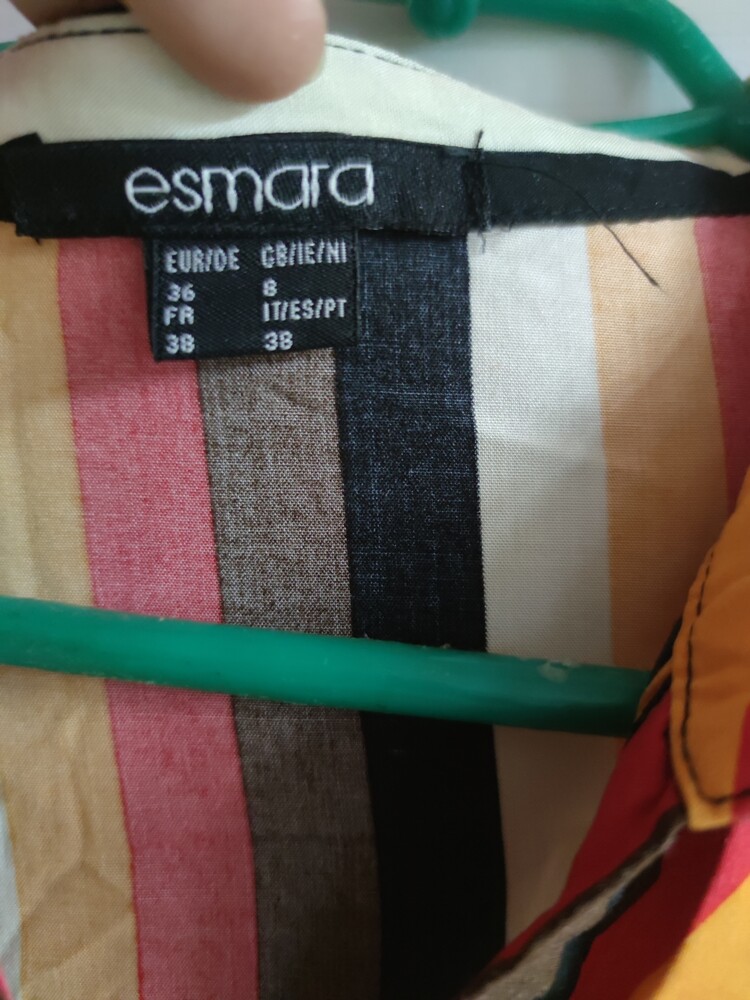 esmara
EUR/DE GB/IE/NI
36 8
FR IT/ES/PT
38 38